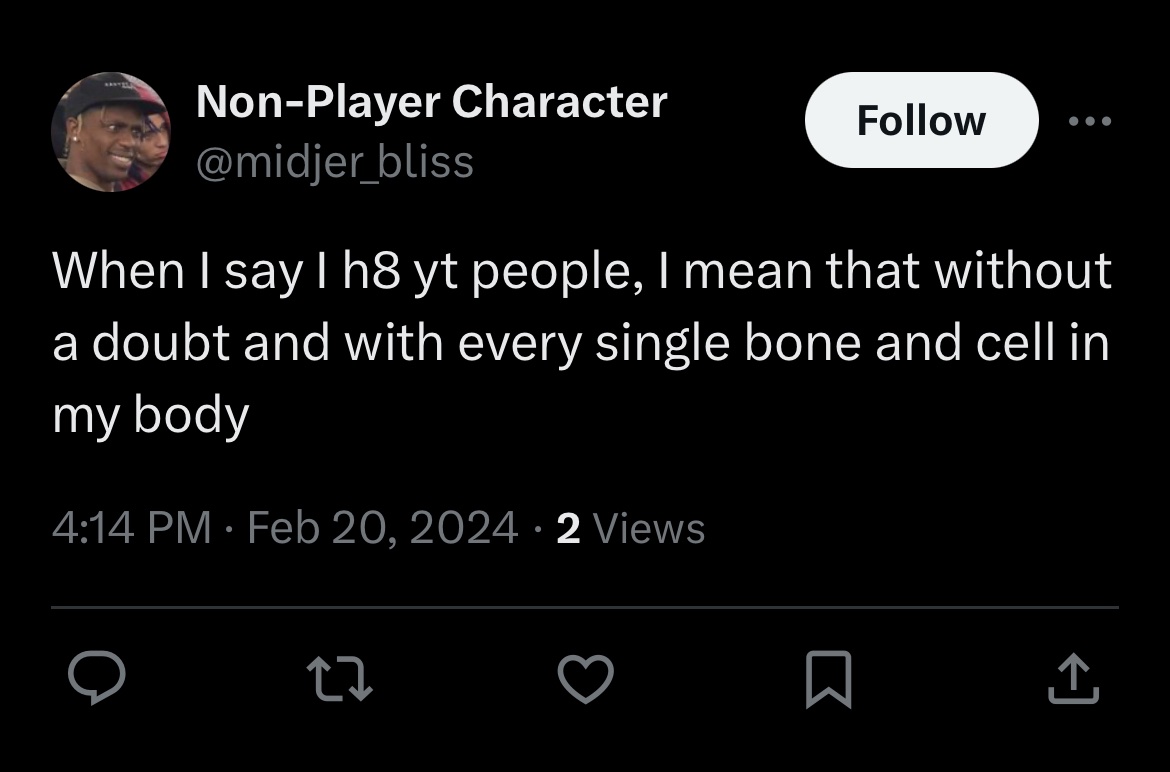 Non-Player Character
@midjer_bliss
Follow
When I say I h8 yt people, I mean that without
a doubt and with every single bone and cell in
my body
4:14 PM · Feb 20, 2024 · 2 Views